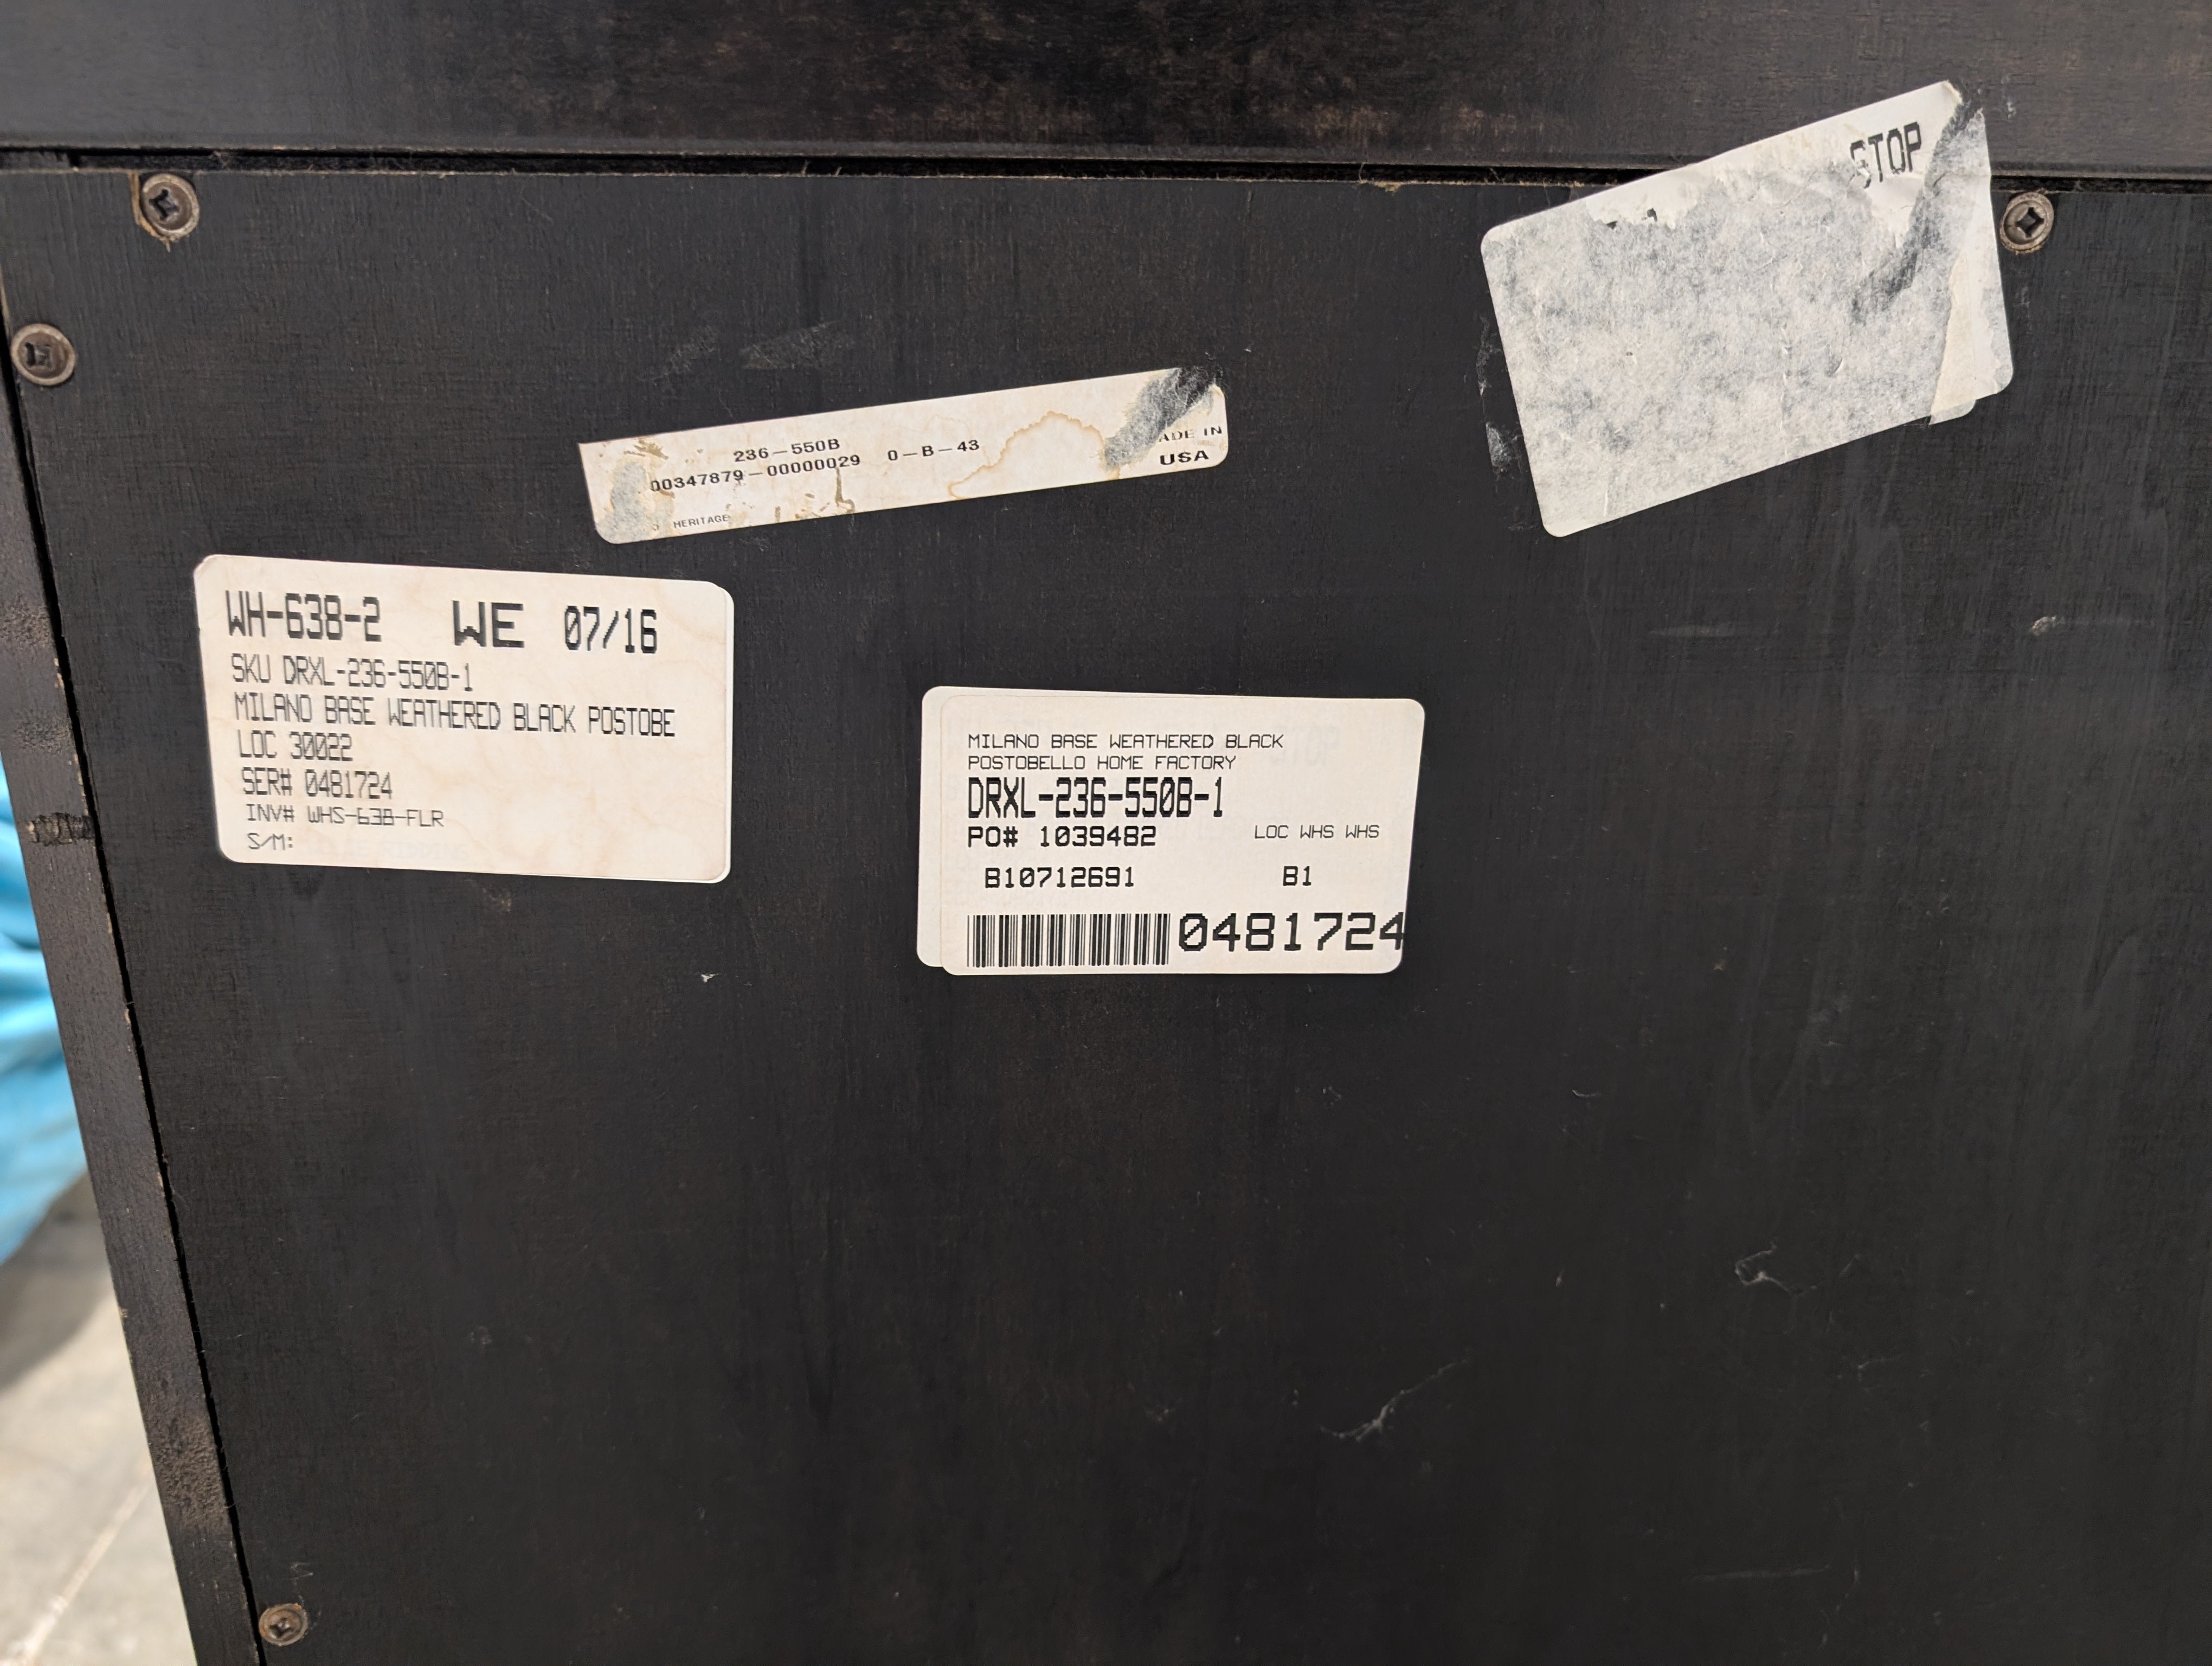 STOP
236-550B
00347879-00000029 0-B-43
ADE IN
USA
HERITAGE
WH-638-2 WE 07/16
SKU DRXL-236-550B-1
MILANO BASE WEATHERED BLACK POSTOBE
LOC 30022
SER# 0481724
INV# WHS-638-FLR
S/M:
MILANO BASE WEATHERED BLACK
POSTOBELLO HOME FACTORY
DRXL-236-550B-1
PO# 1039482 LOC WHS WHS
B10712691 B1
0481724